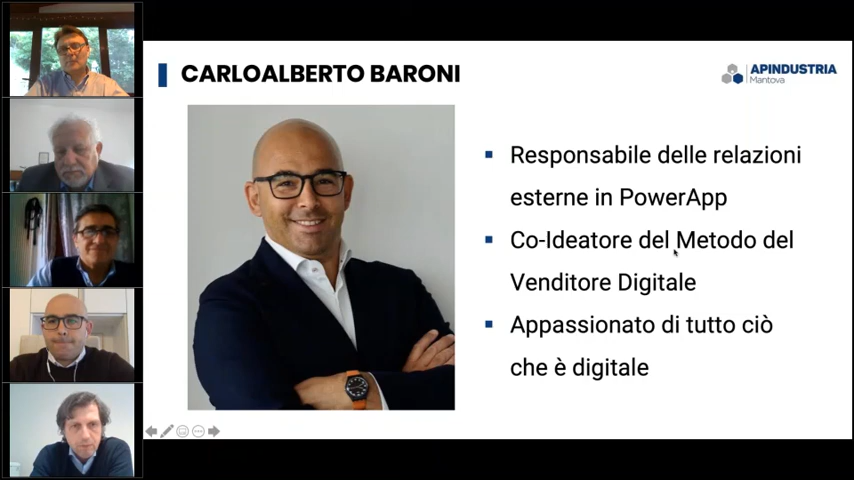 CARLOALBERTO BARONI
APINDUSTRIA
Mantova
Responsabile delle relazioni
esterne in PowerApp
Co-Ideatore del Metodo del
Venditore Digitale
Appassionato di tutto ciò
che è digitale